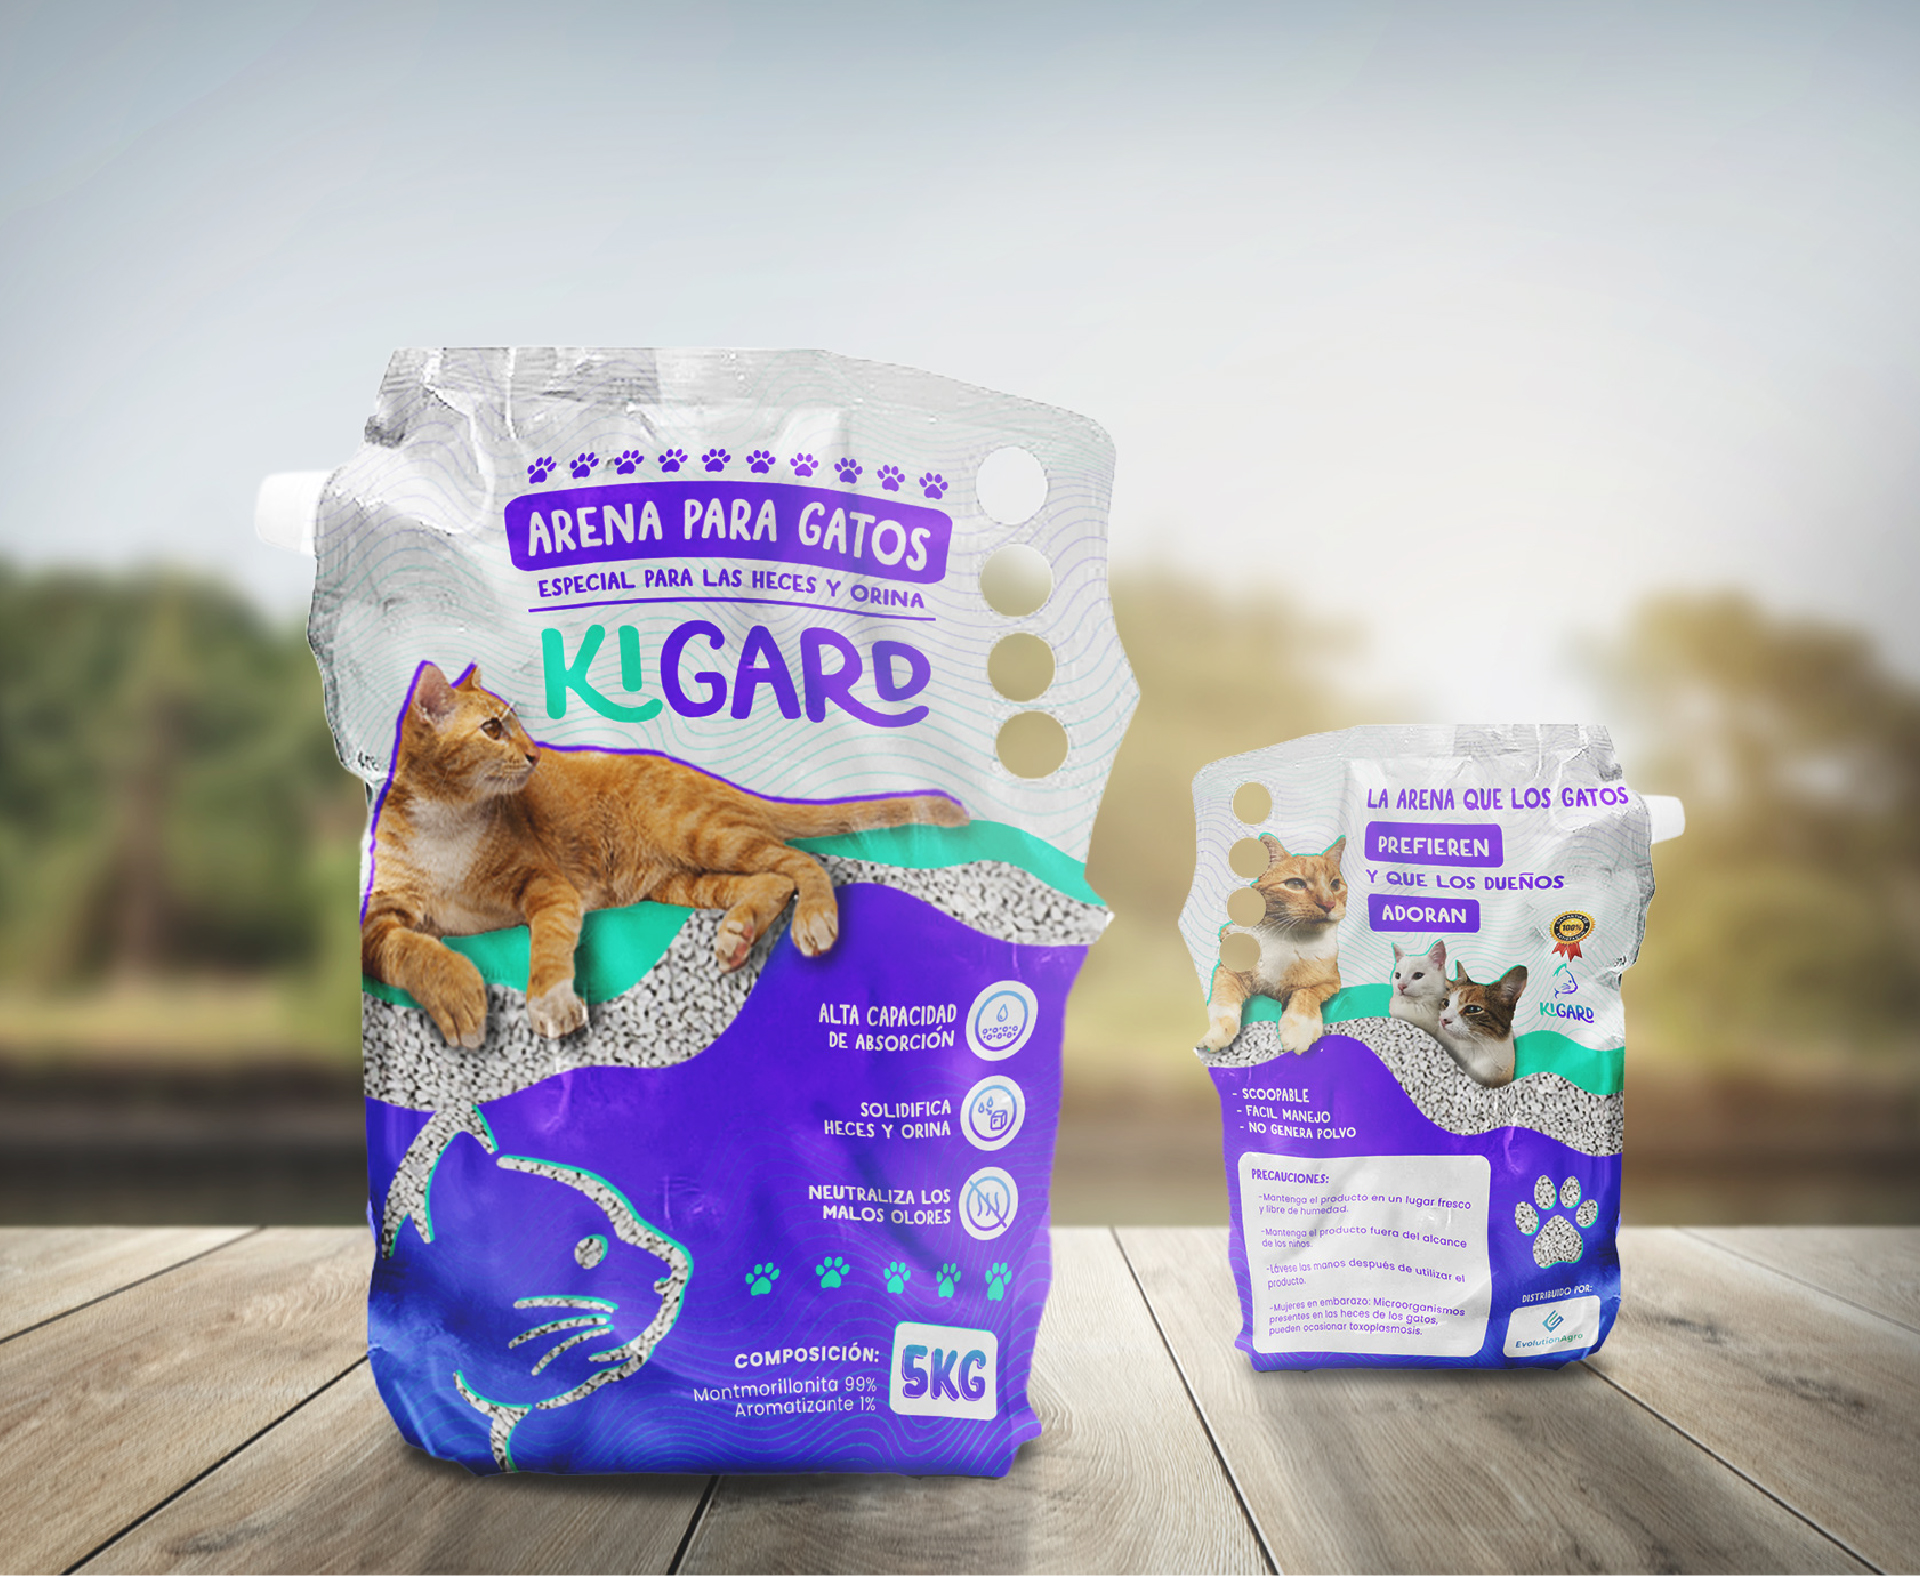 ARENA PARA GATOS
ESPECIAL PARA LAS HECES Y ORINA
KIGARD
ALTA CAPACIDAD
DE ABSORCIÓN
SOLIDIFICA
HECES Y ORINA
NEUTRALIZA LOS
MALOS OLORES
COMPOSICIÓN:
Montmorillonita 99%
Aromatizante 1%
5KG
LA ARENA QUE LOS GATOS
PREFIEREN
Y QUE LOS DUEÑOS
ADORAN
100%
KIGARD
- SCOOPABLE
- FACIL MANEJO
- NO GENERA POLVO
PRECAUCIONES:
-Mantenga el producto en un lugar fresco
y libre de humedad.
-Mantenga el producto fuera del alcance
de los niños.
-Lávese las manos después de utilizar el
producto.
-Mujeres en embarazo: Microorganismos
presentes en las heces de los gatos,
pueden ocasionar toxoplasmosis.
DISTRIBUIDO POR:
EvolutionAgro